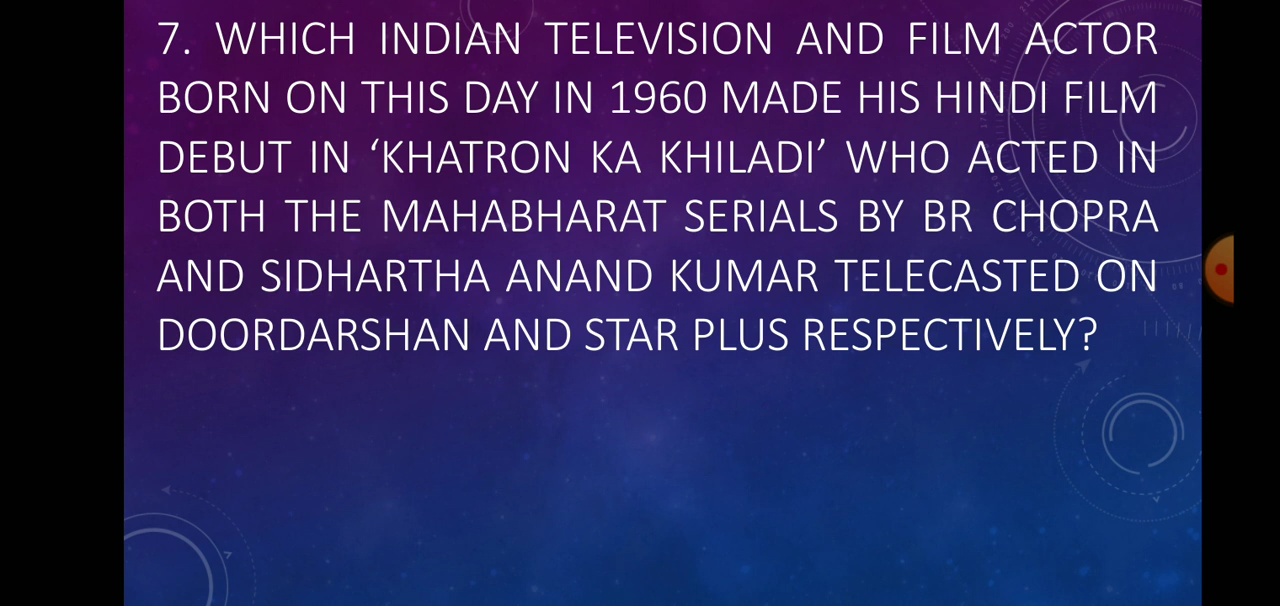 7. WHICH INDIAN TELEVISION AND FILM ACTOR
BORN ON THIS DAY IN 1960 MADE HIS HINDI FILM
DEBUT IN ‘KHATRON KA KHILADI’ WHO ACTED IN
BOTH THE MAHABHARAT SERIALS BY BR CHOPRA
AND SIDHARTHA ANAND KUMAR TELECASTED ON
DOORDARSHAN AND STAR PLUS RESPECTIVELY?